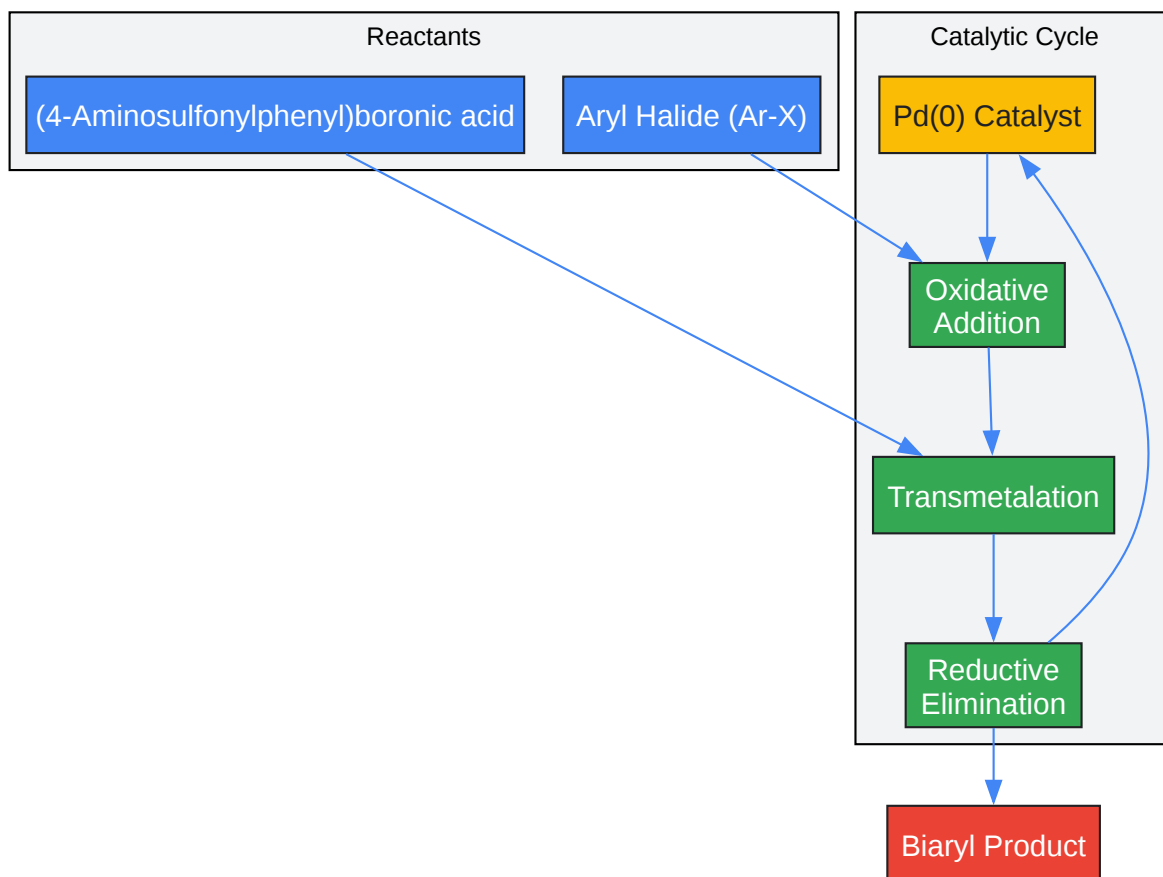 Reactants
(4-Aminosulfonylphenyl)boronic acid
Aryl Halide (Ar-X)
Catalytic Cycle
Pd(0) Catalyst
Oxidative
Addition
Transmetalation
Reductive
Elimination
Biaryl Product